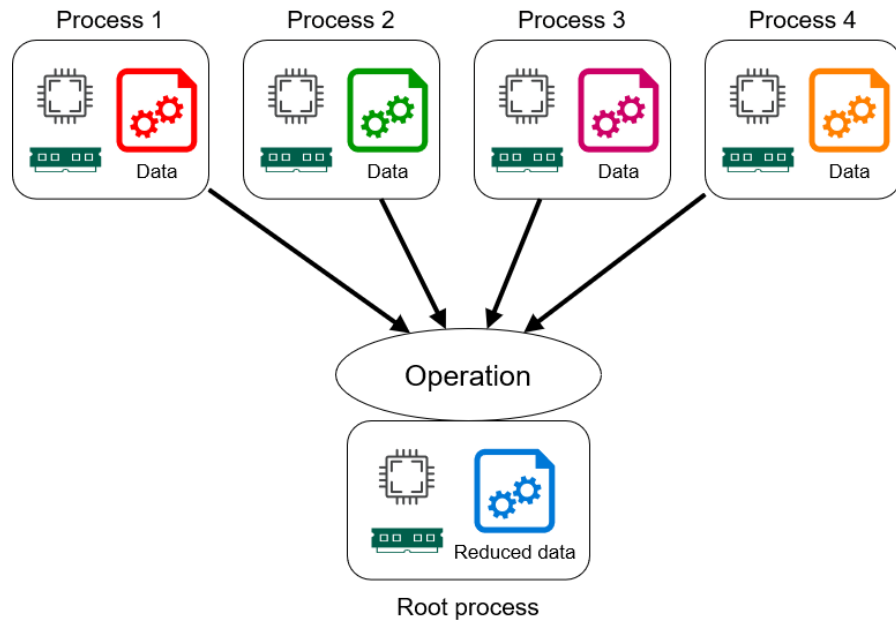 Process 1
Process 2
Process 3
Process 4
Data
Data
Data
Data
Operation
Reduced data
Root process